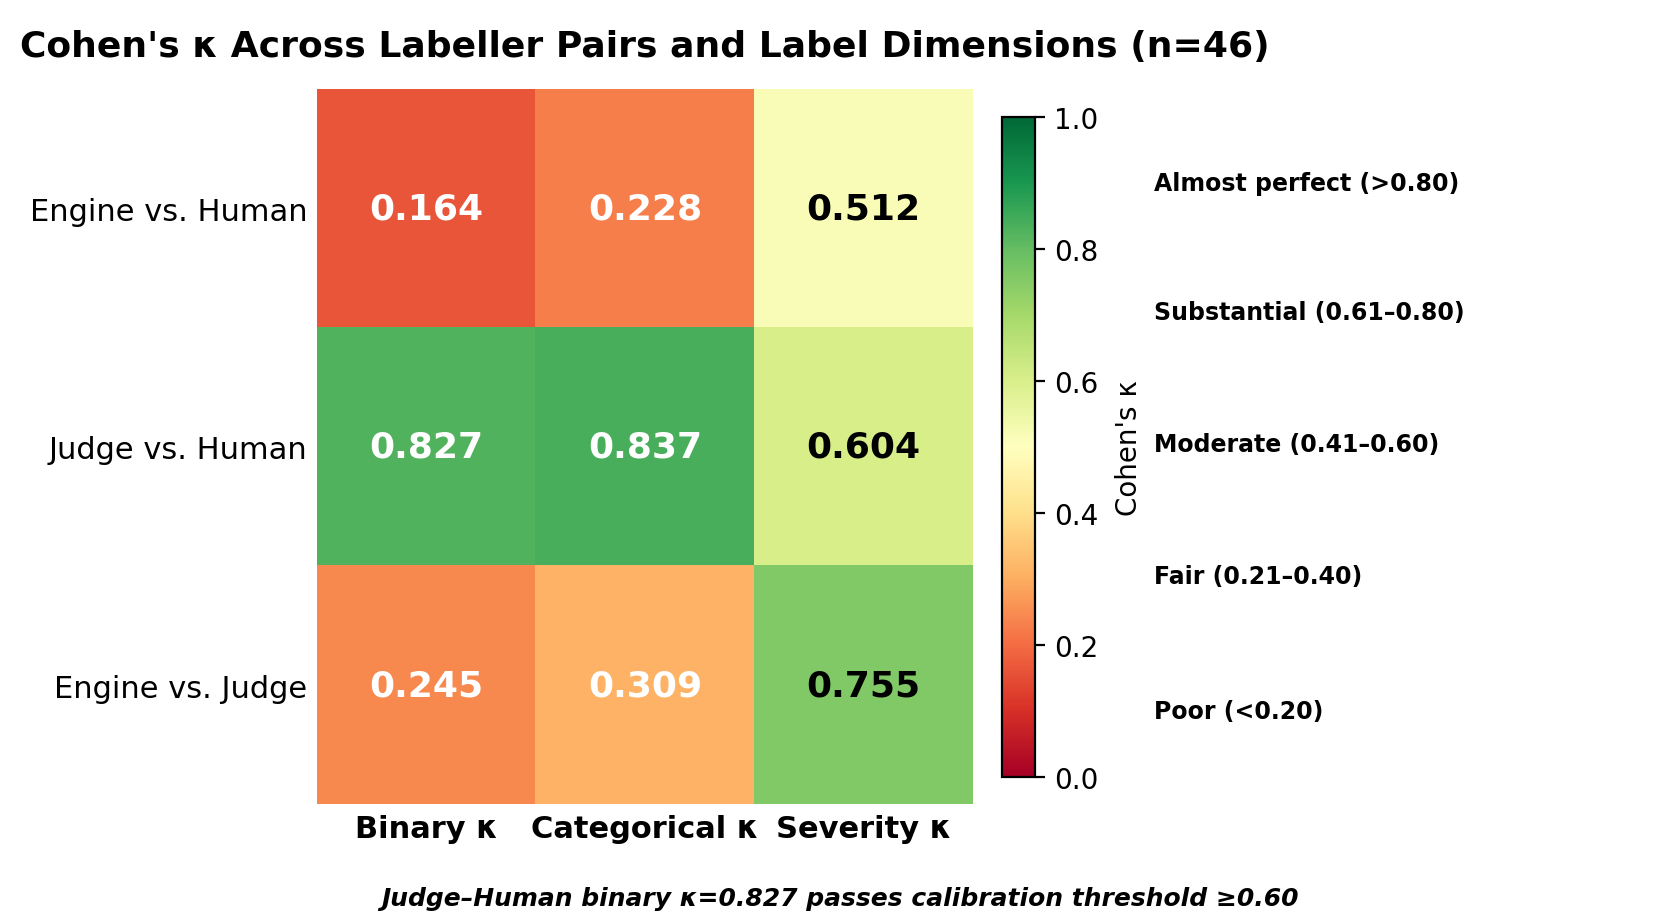 Cohen's κ Across Labeller Pairs and Label Dimensions (n=46)
Engine vs. Human
0.164
0.228
0.512
Judge vs. Human
0.827
0.837
0.604
Engine vs. Judge
0.245
0.309
0.755
Binary κ
Categorical κ
Severity κ
1.0
0.8
0.6
0.4
0.2
0.0
Cohen's κ
Almost perfect (>0.80)
Substantial (0.61–0.80)
Moderate (0.41–0.60)
Fair (0.21–0.40)
Poor (<0.20)
Judge–Human binary κ=0.827 passes calibration threshold ≥0.60